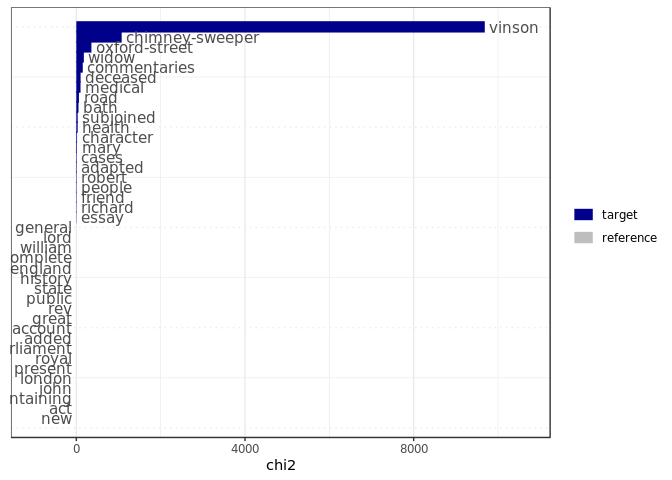 vinson
chimney-sweeper
oxford-street
widow
commentaries
deceased
medical
road
bath
subjoined
health
character
mary
cases
adapted
robert
people
friend
richard
essay
general
lord
william
omplete
england
history
state
public
rev
great
account
added
rliament
royal
present
london
john
ntaining
act
new
0 4000 8000
chi2
target
reference